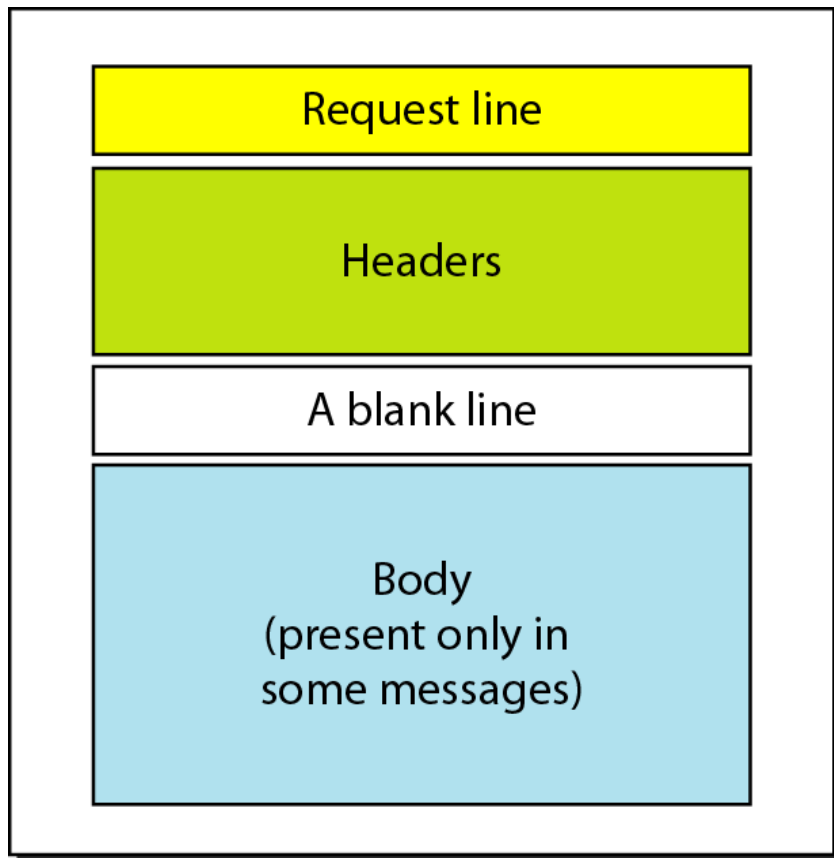 Request line
Headers
A blank line
Body
(present only in
some messages)